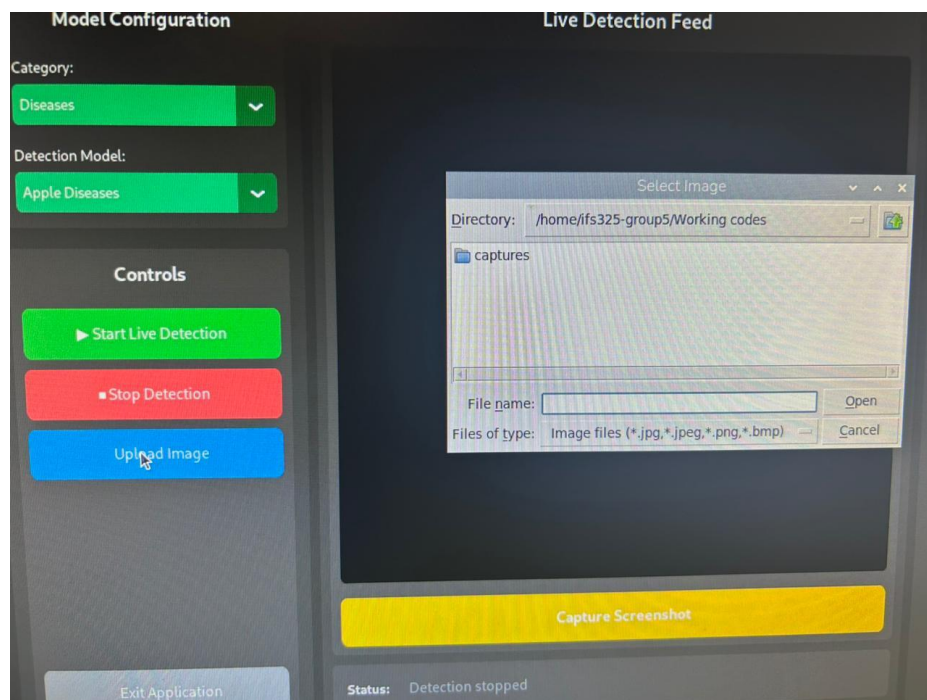 Model Configuration
Category:
Diseases
Detection Model:
Apple Diseases
Controls
▶ Start Live Detection
■ Stop Detection
Upload Image
Exit Application
Live Detection Feed
Select Image
Directory: /home/ifs325-group5/Working codes
captures
File name:
Open
Files of type: Image files (*.jpg,*.jpeg,*.png,*.bmp)
Cancel
Capture Screenshot
Status: Detection stopped